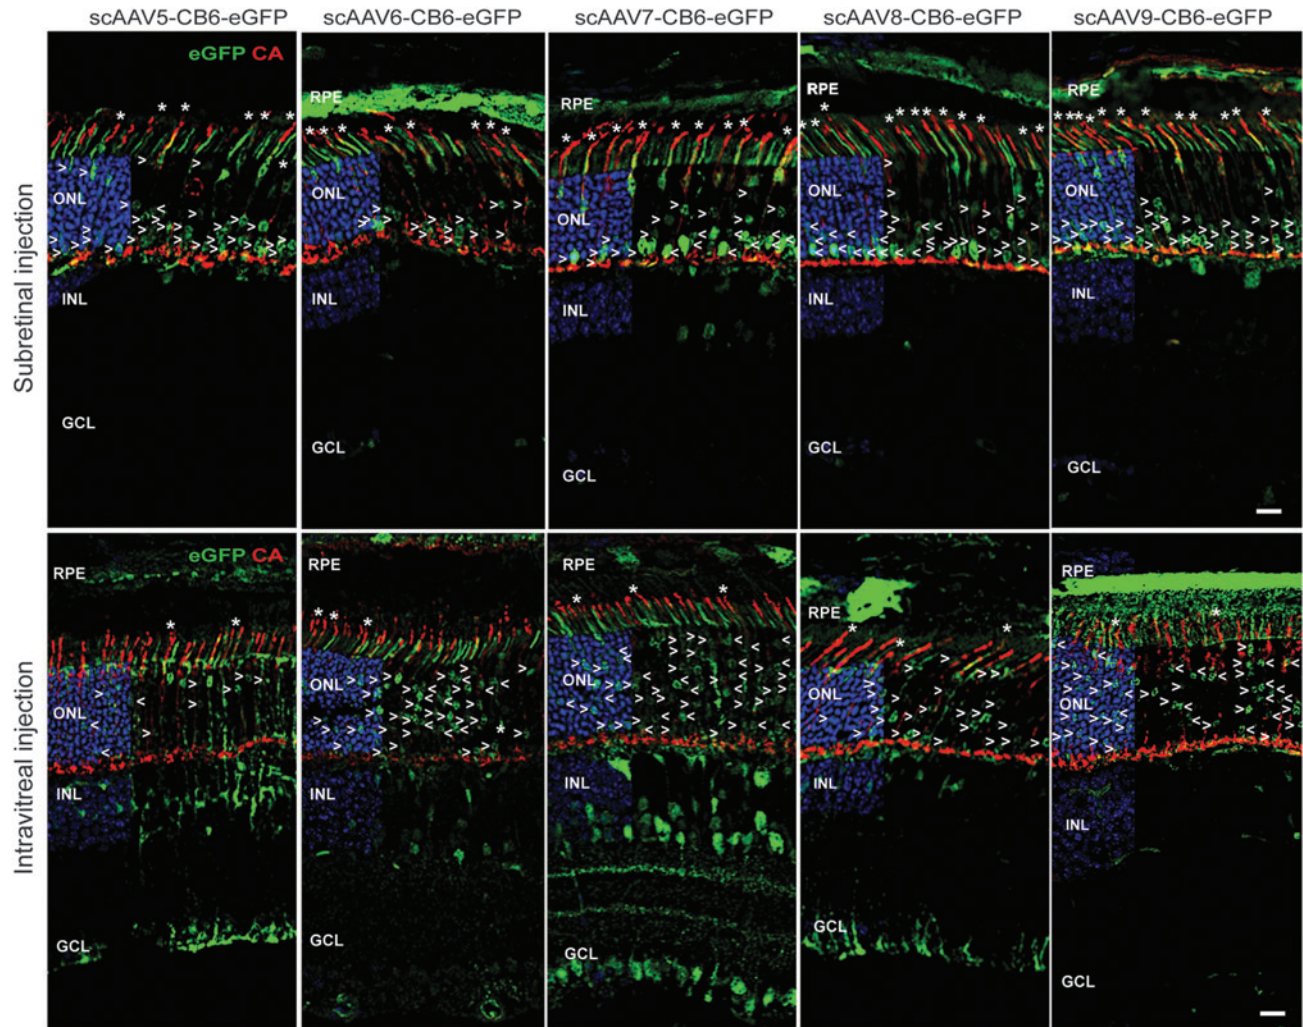 scAAV5-CB6-eGFP scAAV6-CB6-eGFP scAAV7-CB6-eGFP scAAV8-CB6-eGFP scAAV9-CB6-eGFP
Subretinal injection
eGFP CA
ONL
INL
GCL
RPE
ONL
INL
GCL
RPE
ONL
INL
GCL
RPE
ONL
INL
GCL
RPE
ONL
INL
GCL
Intravitreal injection
eGFP CA
RPE
ONL
INL
GCL
RPE
ONL
INL
GCL
RPE
ONL
INL
GCL
RPE
ONL
INL
GCL
RPE
ONL
INL
GCL